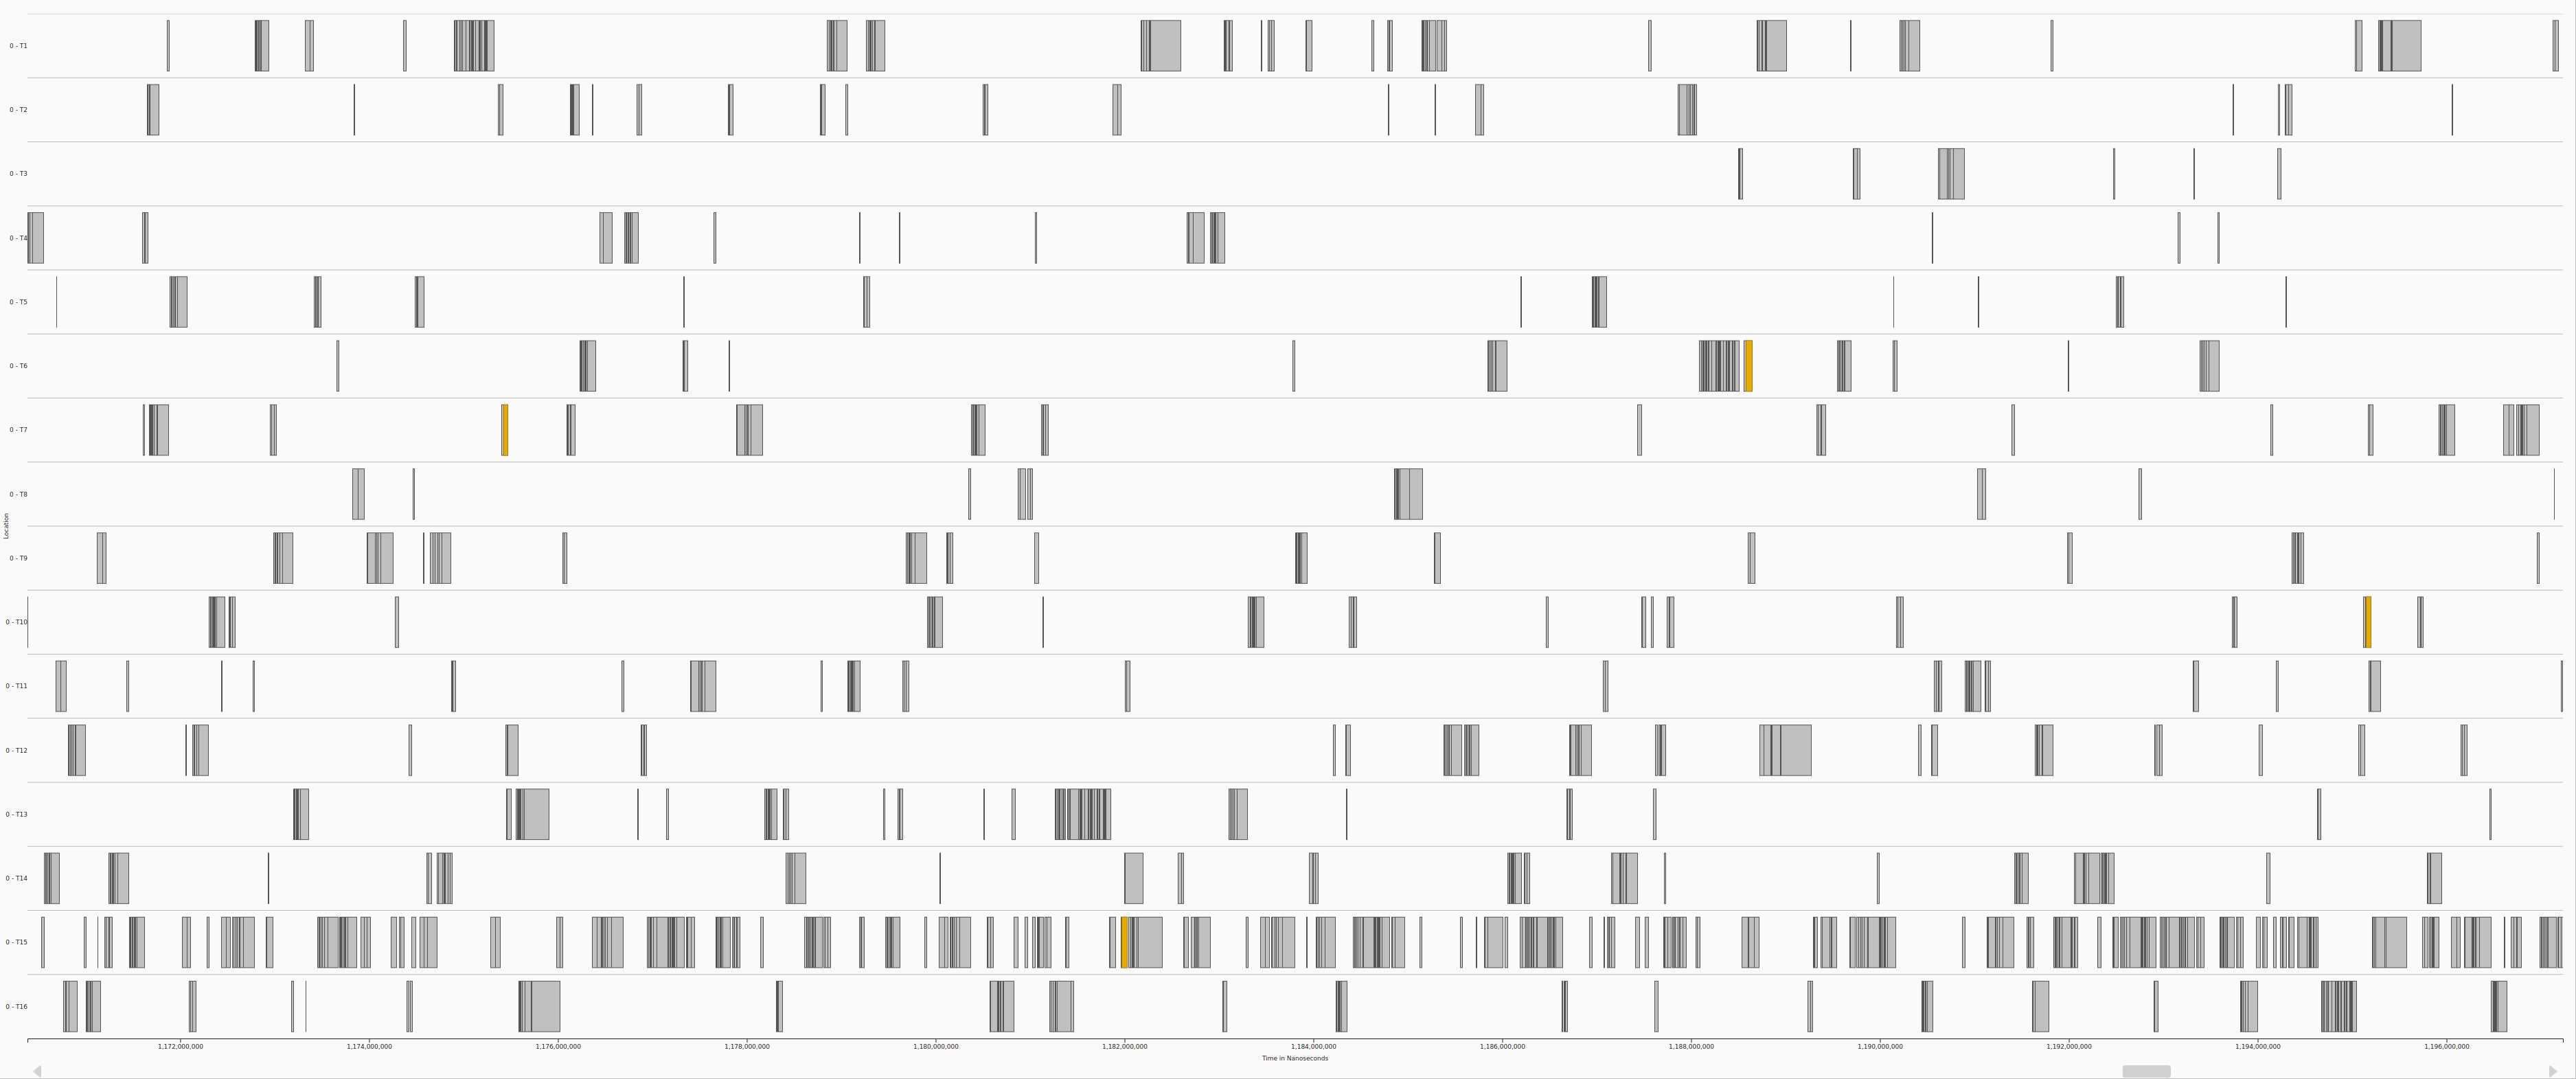 0 - T1
0 - T2
0 - T3
0 - T4
0 - T5
0 - T6
0 - T7
0 - T8
Location
0 - T9
0 - T10
0 - T11
0 - T12
0 - T13
0 - T14
0 - T15
0 - T16
1,172,000,000 1,174,000,000 1,176,000,000 1,178,000,000 1,180,000,000 1,182,000,000 1,184,000,000 1,186,000,000 1,188,000,000 1,190,000,000 1,192,000,000 1,194,000,000 1,196,000,000
Time in Nanoseconds